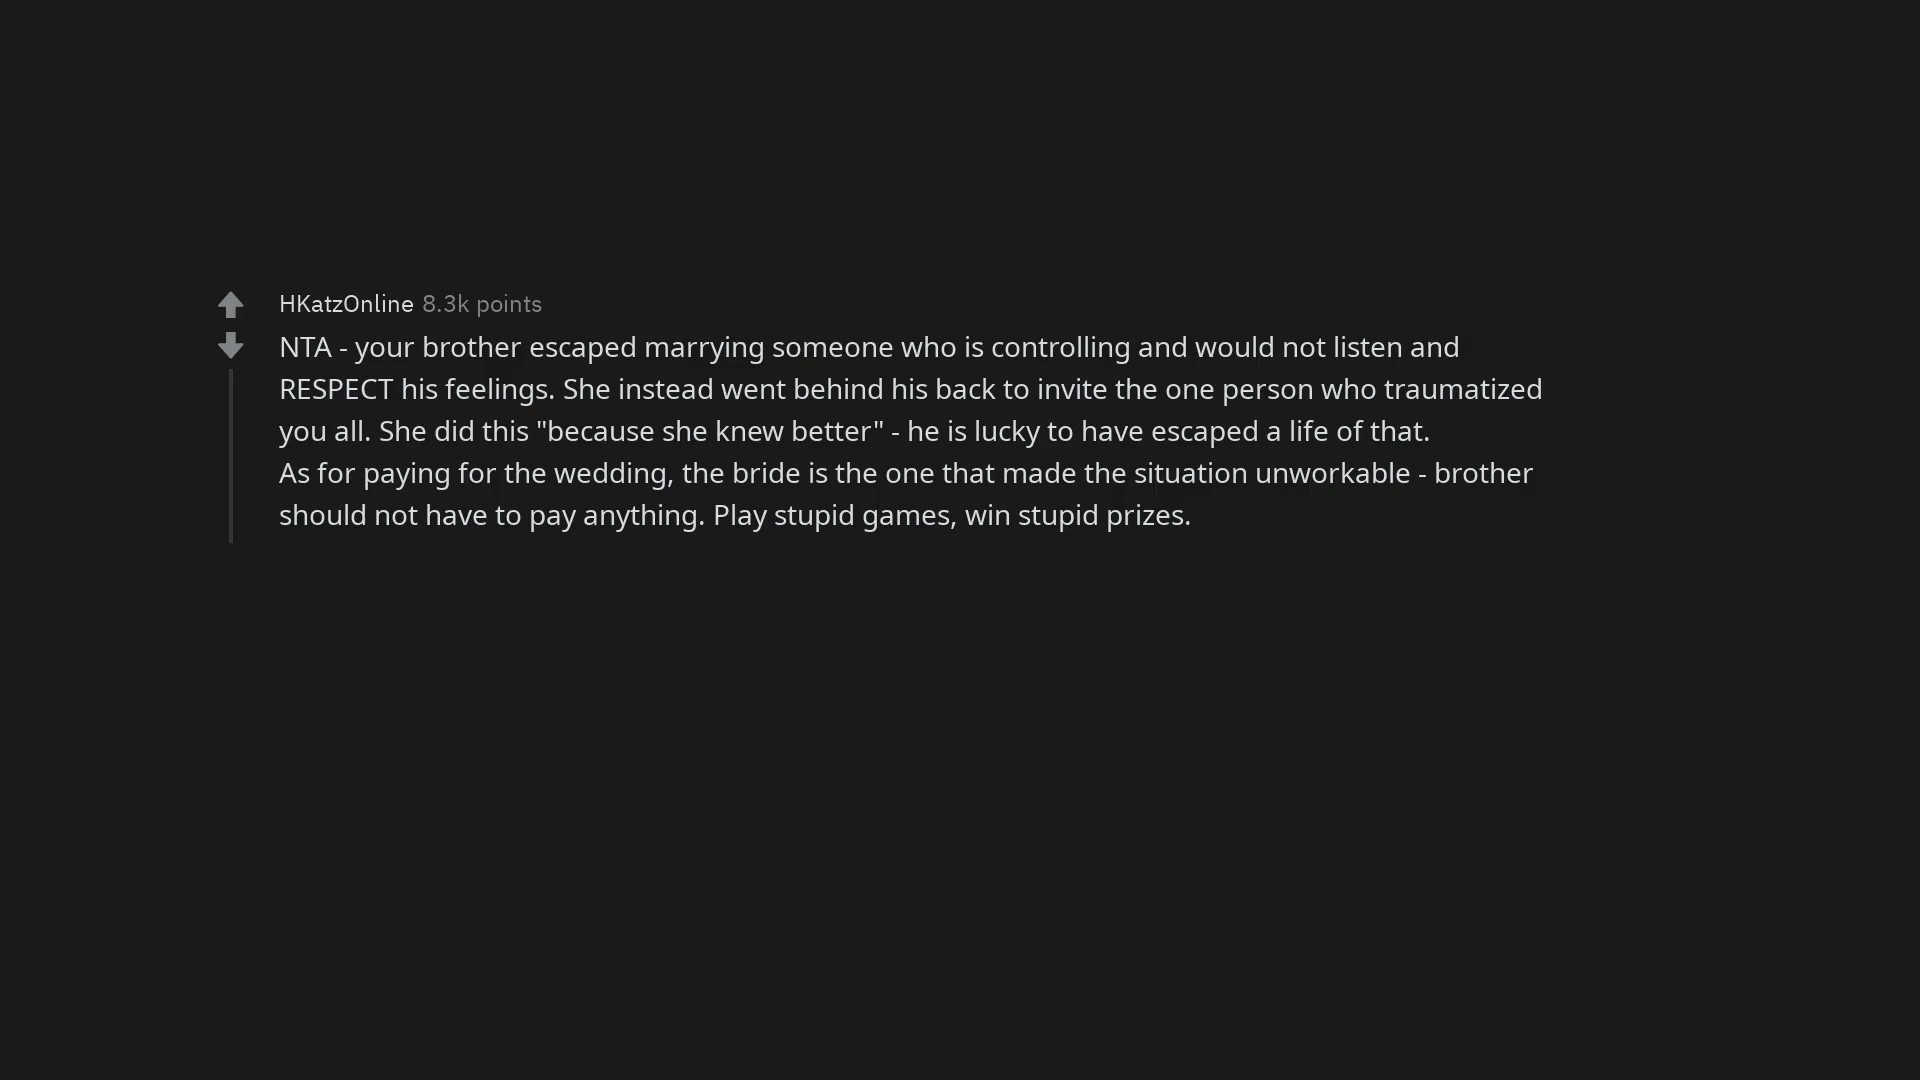 HKatzOnline 8.3k points
NTA - your brother escaped marrying someone who is controlling and would not listen and
RESPECT his feelings. She instead went behind his back to invite the one person who traumatized
you all. She did this "because she knew better" - he is lucky to have escaped a life of that.
As for paying for the wedding, the bride is the one that made the situation unworkable - brother
should not have to pay anything. Play stupid games, win stupid prizes.